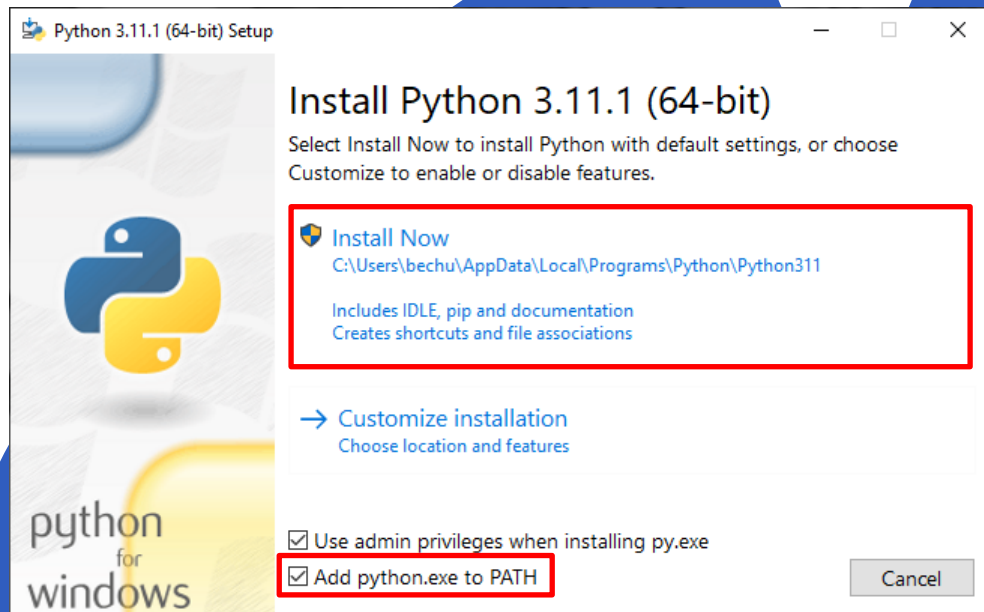 Python 3.11.1 (64-bit) Setup
Install Python 3.11.1 (64-bit)
Select Install Now to install Python with default settings, or choose
Customize to enable or disable features.
Install Now
C:\Users\bechu\AppData\Local\Programs\Python\Python311
Includes IDLE, pip and documentation
Creates shortcuts and file associations
Customize installation
Choose location and features
Use admin privileges when installing py.exe
Add python.exe to PATH
Cancel
python
for
windows